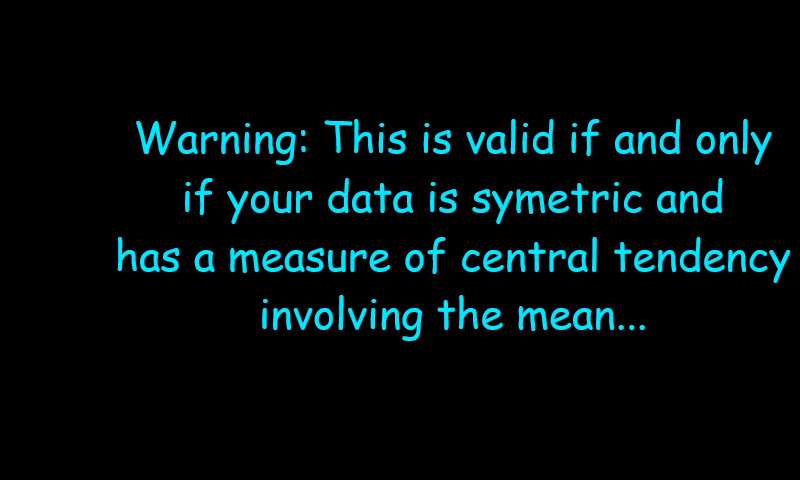 Warning: This is valid if and only
if your data is symetric and
has a measure of central tendency
involving the mean...